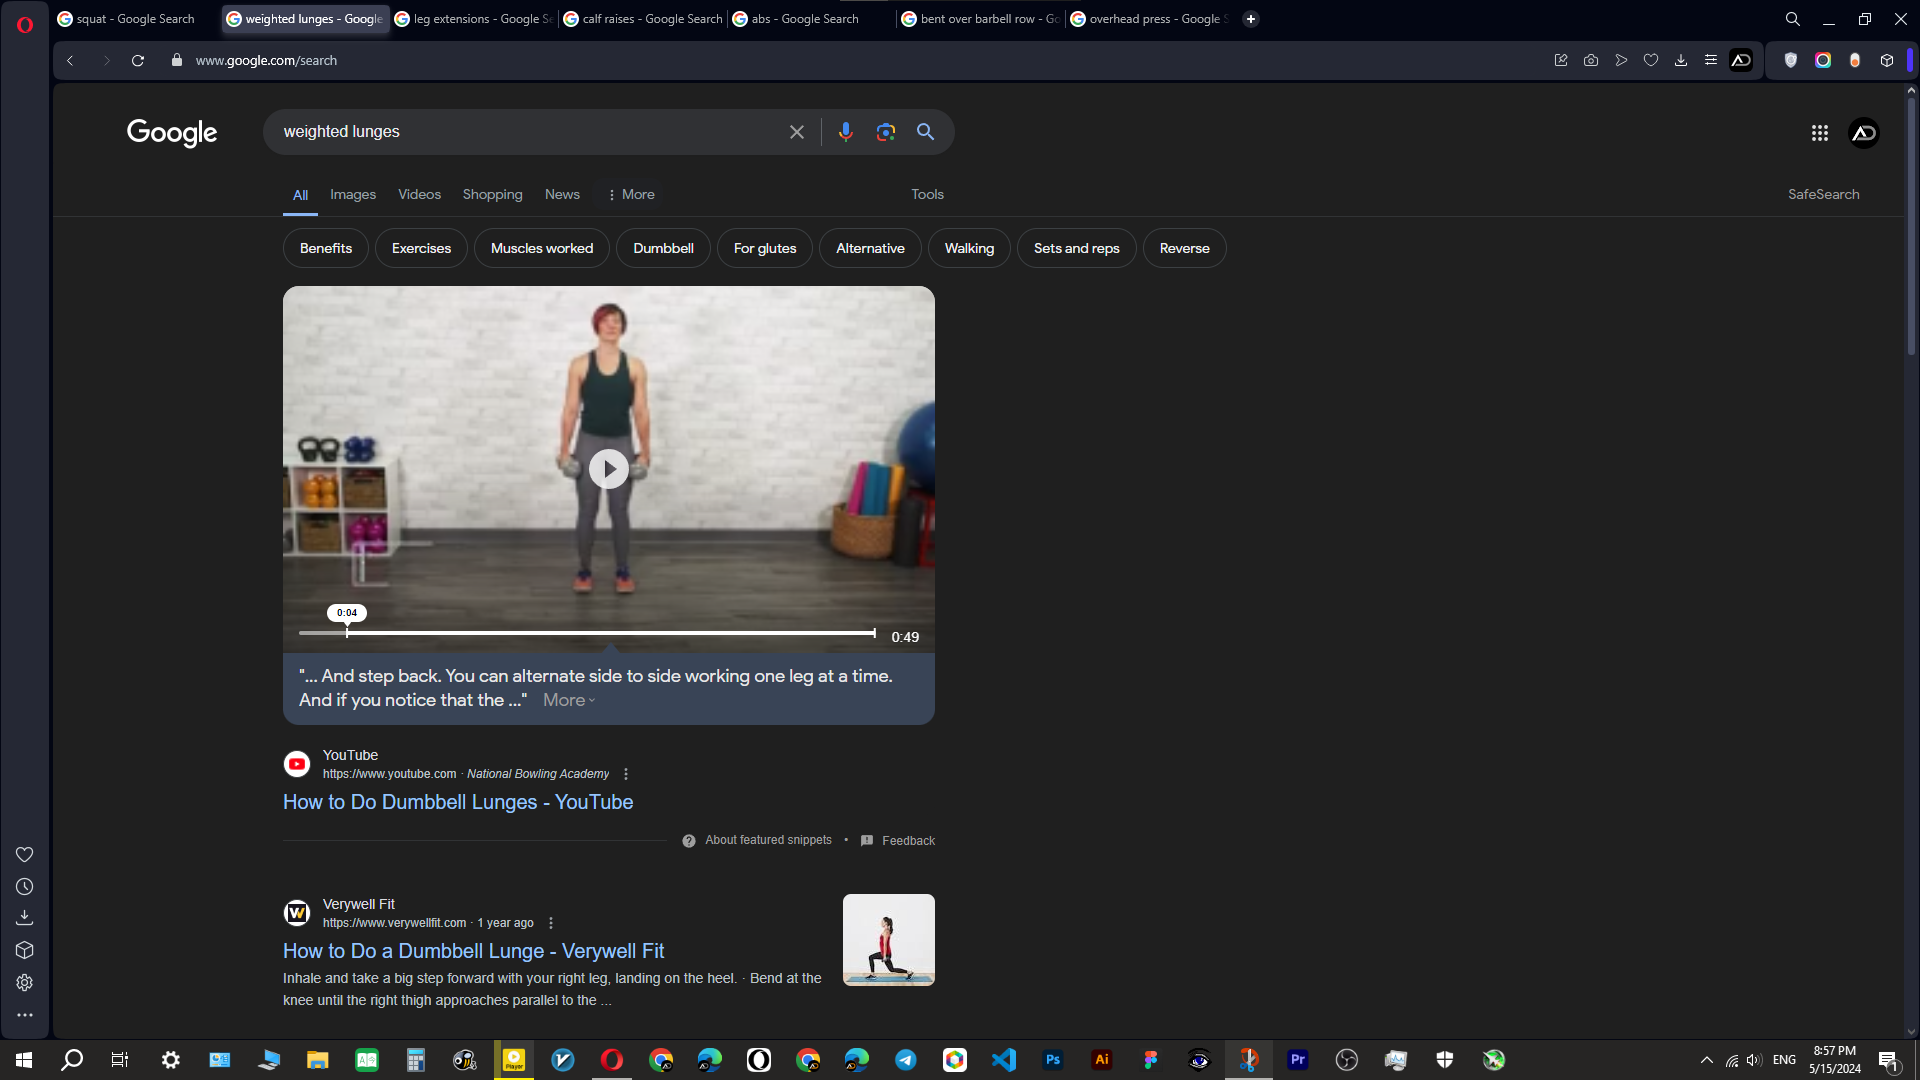 squat - Google Search
weighted lunges - Google
leg extensions - Google Se
calf raises - Google Search
abs - Google Search
bent over barbell row - Go
overhead press - Google S
www.google.com/search
Google
weighted lunges
All
Images
Videos
Shopping
News
More
Tools
SafeSearch
Benefits
Exercises
Muscles worked
Dumbbell
For glutes
Alternative
Walking
Sets and reps
Reverse
0:04
0:49
"... And step back. You can alternate side to side working one leg at a time.
And if you notice that the ..." More
YouTube
https://www.youtube.com · National Bowling Academy
How to Do Dumbbell Lunges - YouTube
About featured snippets • Feedback
Verywell Fit
https://www.verywellfit.com · 1 year ago
How to Do a Dumbbell Lunge - Verywell Fit
Inhale and take a big step forward with your right leg, landing on the heel. · Bend at the
knee until the right thigh approaches parallel to the ...
Player
Ps
Ai
Pr
ENG
8:57 PM
5/15/2024
1